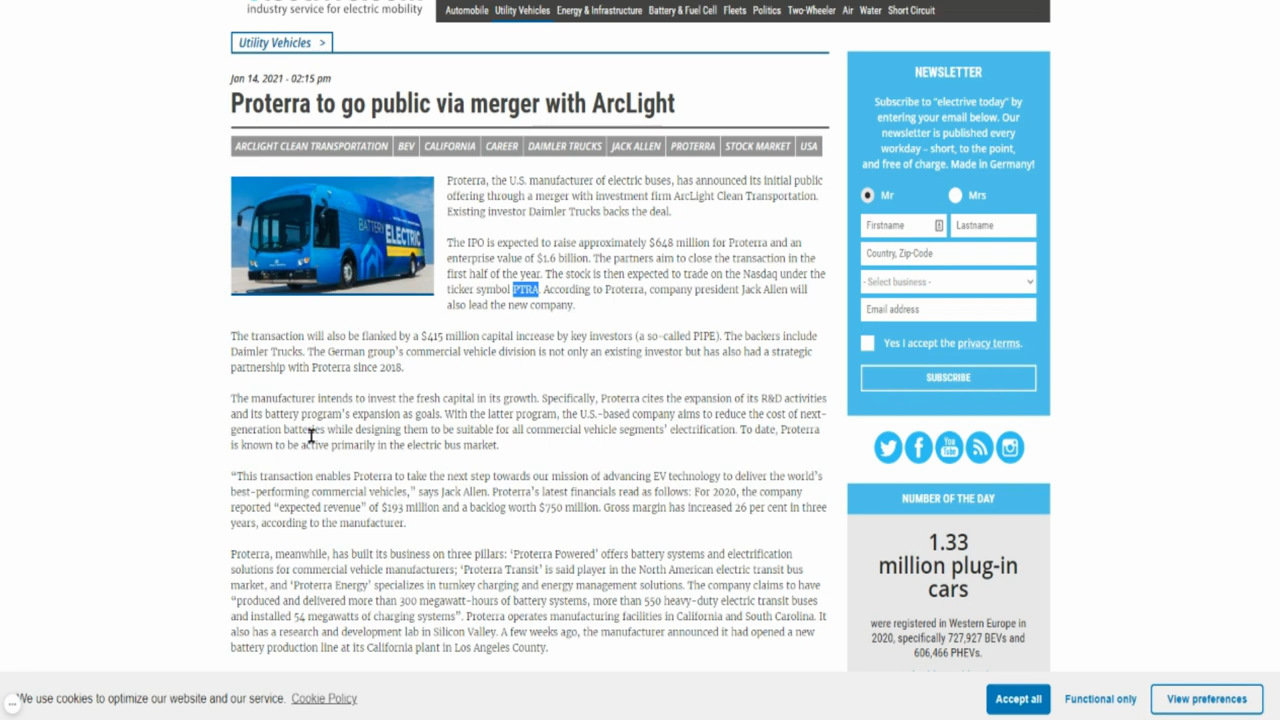 industry service for electric mobility
Automobile Utility Vehicles Energy & Infrastructure Battery & Fuel Cell Fleets Politics Two-Wheeler Air Water Short Circuit
Utility Vehicles >
Jan 14, 2021 - 02:15 pm
Proterra to go public via merger with ArcLight
ARCLIGHT CLEAN TRANSPORTATION BEV CALIFORNIA CAREER DAIMLER TRUCKS JACK ALLEN PROTERRA STOCK MARKET USA
BATTERY
ELECTRIC
Proterra, the U.S. manufacturer of electric buses, has announced its initial public
offering through a merger with investment firm ArcLight Clean Transportation.
Existing investor Daimler Trucks backs the deal.
The IPO is expected to raise approximately $648 million for Proterra and an
enterprise value of $1.6 billion. The partners aim to close the transaction in the
first half of the year. The stock is then expected to trade on the Nasdaq under the
ticker symbol PTRA. According to Proterra, company president Jack Allen will
also lead the new company.
The transaction will also be flanked by a $415 million capital increase by key investors (a so-called PIPE). The backers include
Daimler Trucks. The German group's commercial vehicle division is not only an existing investor but has also had a strategic
partnership with Proterra since 2018.
The manufacturer intends to invest the fresh capital in its growth. Specifically, Proterra cites the expansion of its R&D activities
and its battery program's expansion as goals. With the latter program, the U.S.-based company aims to reduce the cost of next-
generation batteries while designing them to be suitable for all commercial vehicle segments' electrification. To date, Proterra
is known to be active primarily in the electric bus market.
“This transaction enables Proterra to take the next step towards our mission of advancing EV technology to deliver the world's
best-performing commercial vehicles,” says Jack Allen. Proterra's latest financials read as follows: For 2020, the company
reported “expected revenue” of $193 million and a backlog worth $750 million. Gross margin has increased 26 per cent in three
years, according to the manufacturer.
Proterra, meanwhile, has built its business on three pillars: ‘Proterra Powered’ offers battery systems and electrification
solutions for commercial vehicle manufacturers; ‘Proterra Transit’ is said player in the North American electric transit bus
market, and ‘Proterra Energy’ specializes in turnkey charging and energy management solutions. The company claims to have
“produced and delivered more than 300 megawatt-hours of battery systems, more than 550 heavy-duty electric transit buses
and installed 54 megawatts of charging systems”. Proterra operates manufacturing facilities in California and South Carolina. It
also has a research and development lab in Silicon Valley. A few weeks ago, the manufacturer announced it had opened a new
battery production line at its California plant in Los Angeles County.
NEWSLETTER
Subscribe to "electrive today" by
entering your email below. Our
newsletter is published every
workday – short, to the point,
and free of charge. Made in Germany!
Mr Mrs
Firstname Lastname
Country, Zip-Code
- Select business -
Email address
Yes I accept the privacy terms.
SUBSCRIBE
You Tube
NUMBER OF THE DAY
1.33
million plug-in
cars
were registered in Western Europe in
2020, specifically 727,927 BEVs and
606,466 PHEVs.
We use cookies to optimize our website and our service. Cookie Policy
Accept all Functional only View preferences